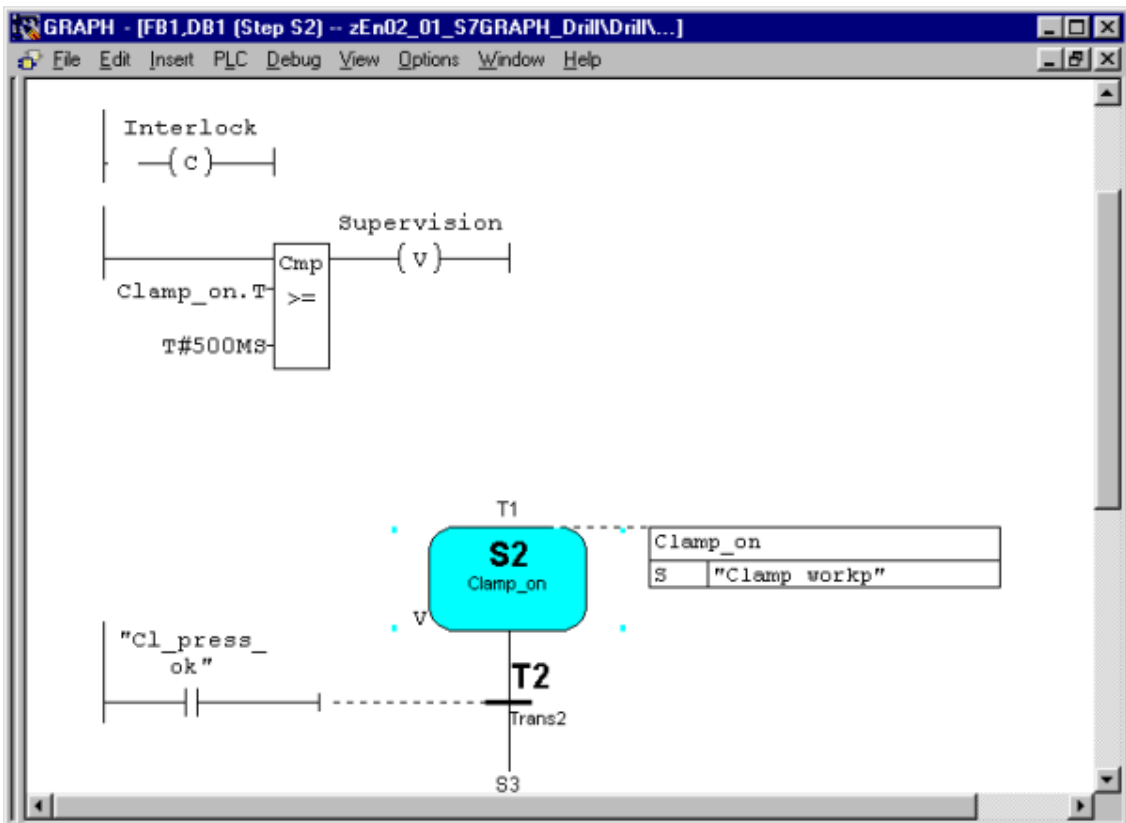 GRAPH - [FB1,DB1 (Step S2) -- zEn02_01_S7GRAPH_Drill\Drill\...]
File Edit Insert PLC Debug View Options Window Help
Interlock
( C )
Supervision
Cmp
( V )
Clamp_on.T
>=
T#500MS
T1
S2
Clamp_on
V
Clamp_on
S "Clamp workp"
"Cl_press_
ok"
T2
Trans2
S3